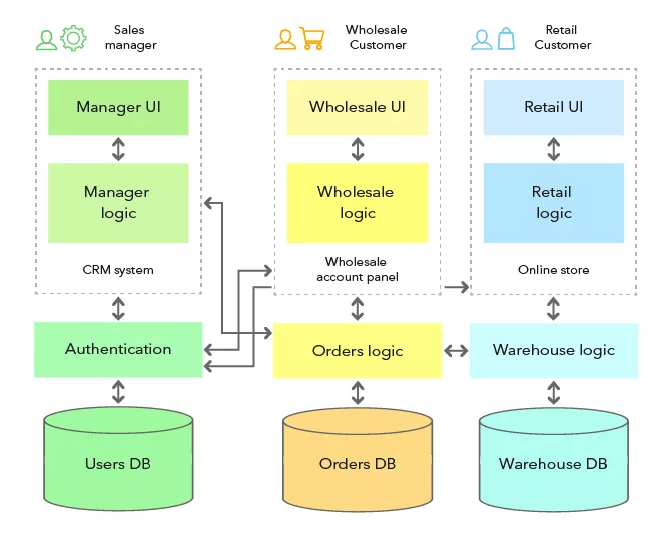 Sales
manager
Wholesale
Customer
Retail
Customer
Manager UI
Wholesale UI
Retail UI
Manager
logic
Wholesale
logic
Retail
logic
CRM system
Wholesale
account panel
Online store
Authentication
Orders logic
Warehouse logic
Users DB
Orders DB
Warehouse DB